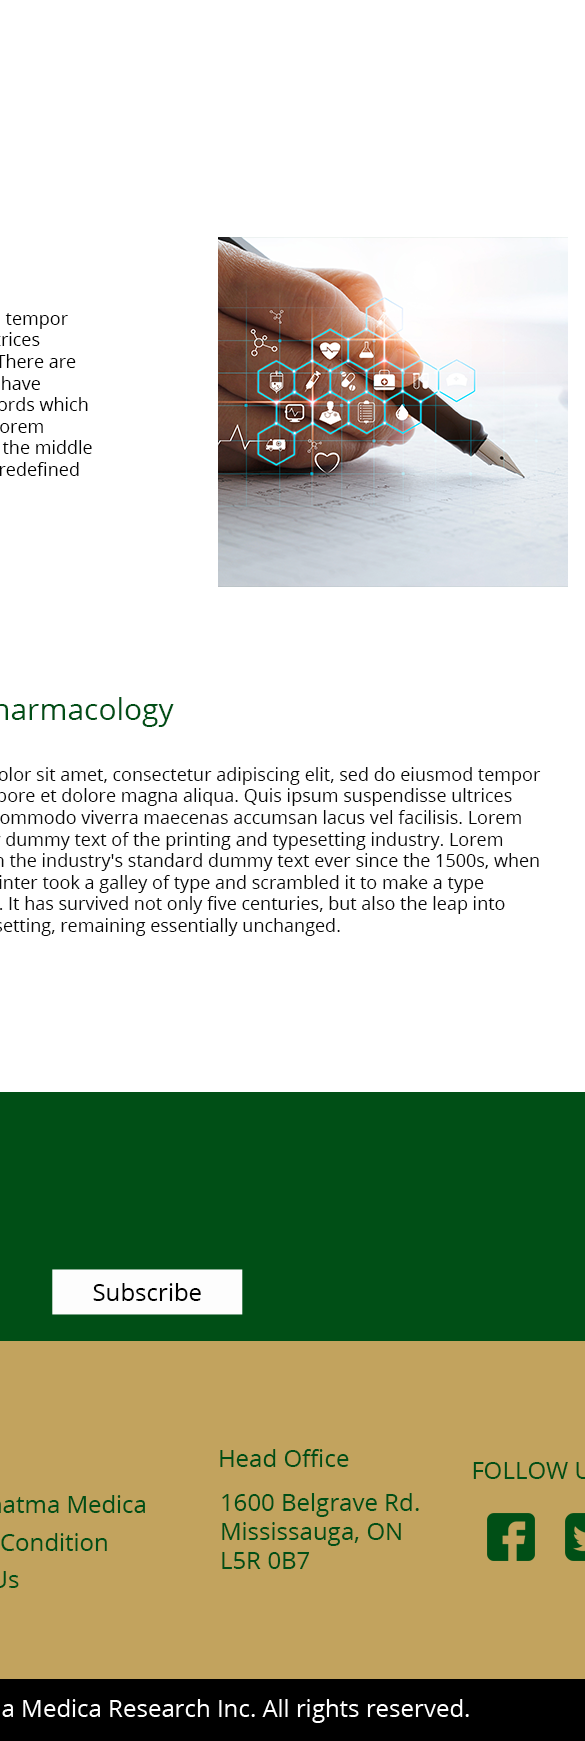 tempor
rices
There are
have
ords which
orem
the middle
redefined
harmacology
olor sit amet, consectetur adipiscing elit, sed do eiusmod tempor
bore et dolore magna aliqua. Quis ipsum suspendisse ultrices
ommodo viverra maecenas accumsan lacus vel facilisis. Lorem
dummy text of the printing and typesetting industry. Lorem
n the industry's standard dummy text ever since the 1500s, when
inter took a galley of type and scrambled it to make a type
. It has survived not only five centuries, but also the leap into
setting, remaining essentially unchanged.
Subscribe
Head Office
FOLLOW U
1600 Belgrave Rd.
Mississauga, ON
L5R 0B7
atma Medica
Condition
Us
a Medica Research Inc. All rights reserved.